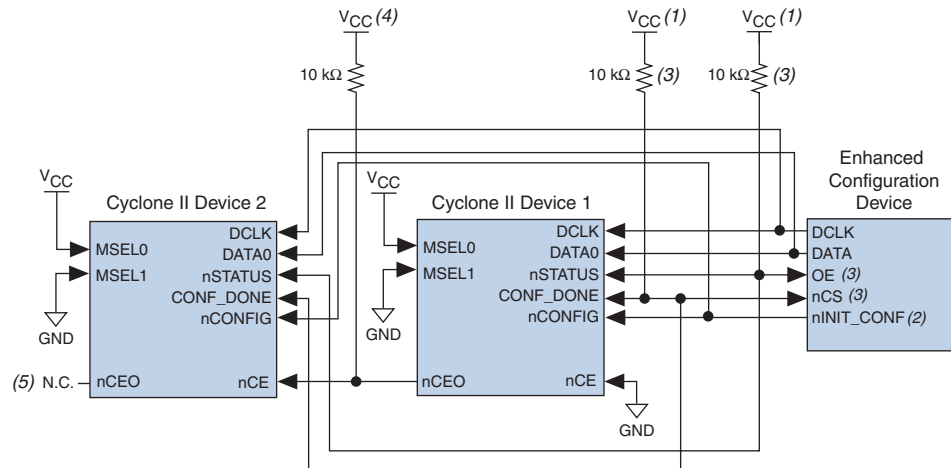 VCC (4)
VCC (1)
VCC (1)
10 kΩ
10 kΩ
(3)
10 kΩ
(3)
Enhanced
Configuration
Device
VCC
Cyclone II Device 2
MSEL0
MSEL1
DCLK
DATA0
nSTATUS
CONF_DONE
nCONFIG
GND
(5) N.C.
nCEO
nCE
VCC
Cyclone II Device 1
MSEL0
MSEL1
DCLK
DATA0
nSTATUS
CONF_DONE
nCONFIG
GND
nCEO
nCE
GND
DCLK
DATA
OE (3)
nCS (3)
nINIT_CONF (2)